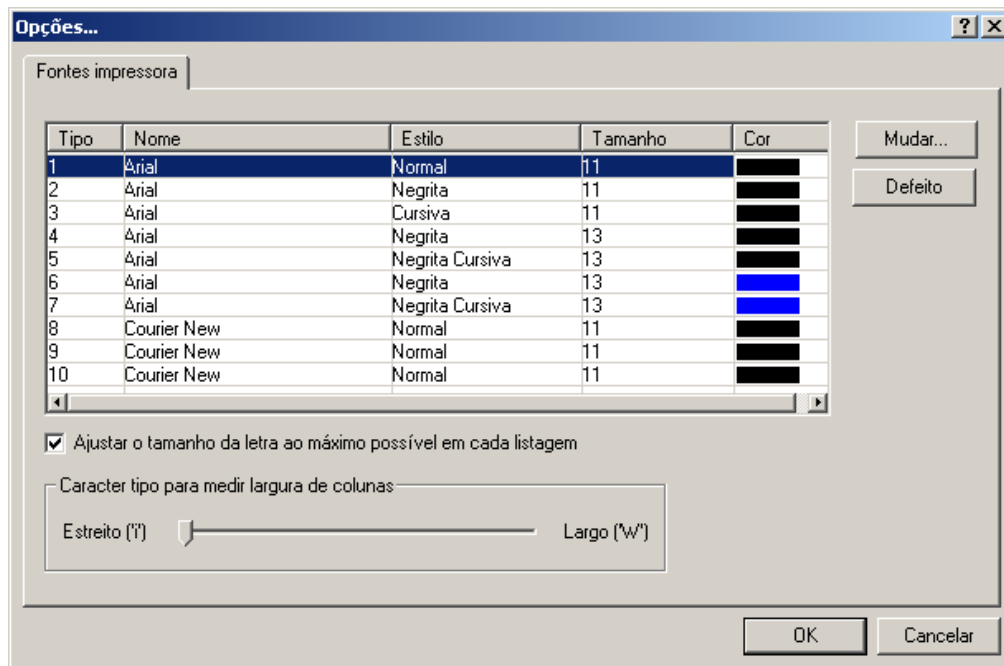 Opções...
Fontes impressora
Tipo Nome Estilo Tamanho Cor
1 Arial Normal 11
2 Arial Negrita 11
3 Arial Cursiva 11
4 Arial Negrita 13
5 Arial Negrita Cursiva 13
6 Arial Negrita 13
7 Arial Negrita Cursiva 13
8 Courier New Normal 11
9 Courier New Normal 11
10 Courier New Normal 11
Mudar...
Defeito
Ajustar o tamanho da letra ao máximo possível em cada listagem
Caracter tipo para medir largura de colunas
Estreito ('i') Largo ('W')
OK Cancelar